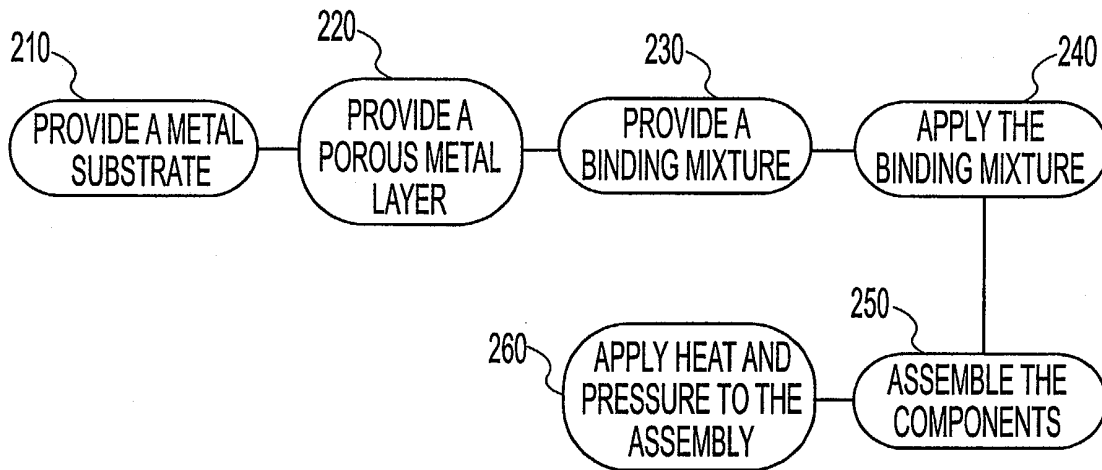 210
PROVIDE A METAL
SUBSTRATE
220
PROVIDE A
POROUS METAL
LAYER
230
PROVIDE A
BINDING MIXTURE
240
APPLY THE
BINDING MIXTURE
250
ASSEMBLE THE
COMPONENTS
260
APPLY HEAT AND
PRESSURE TO THE
ASSEMBLY